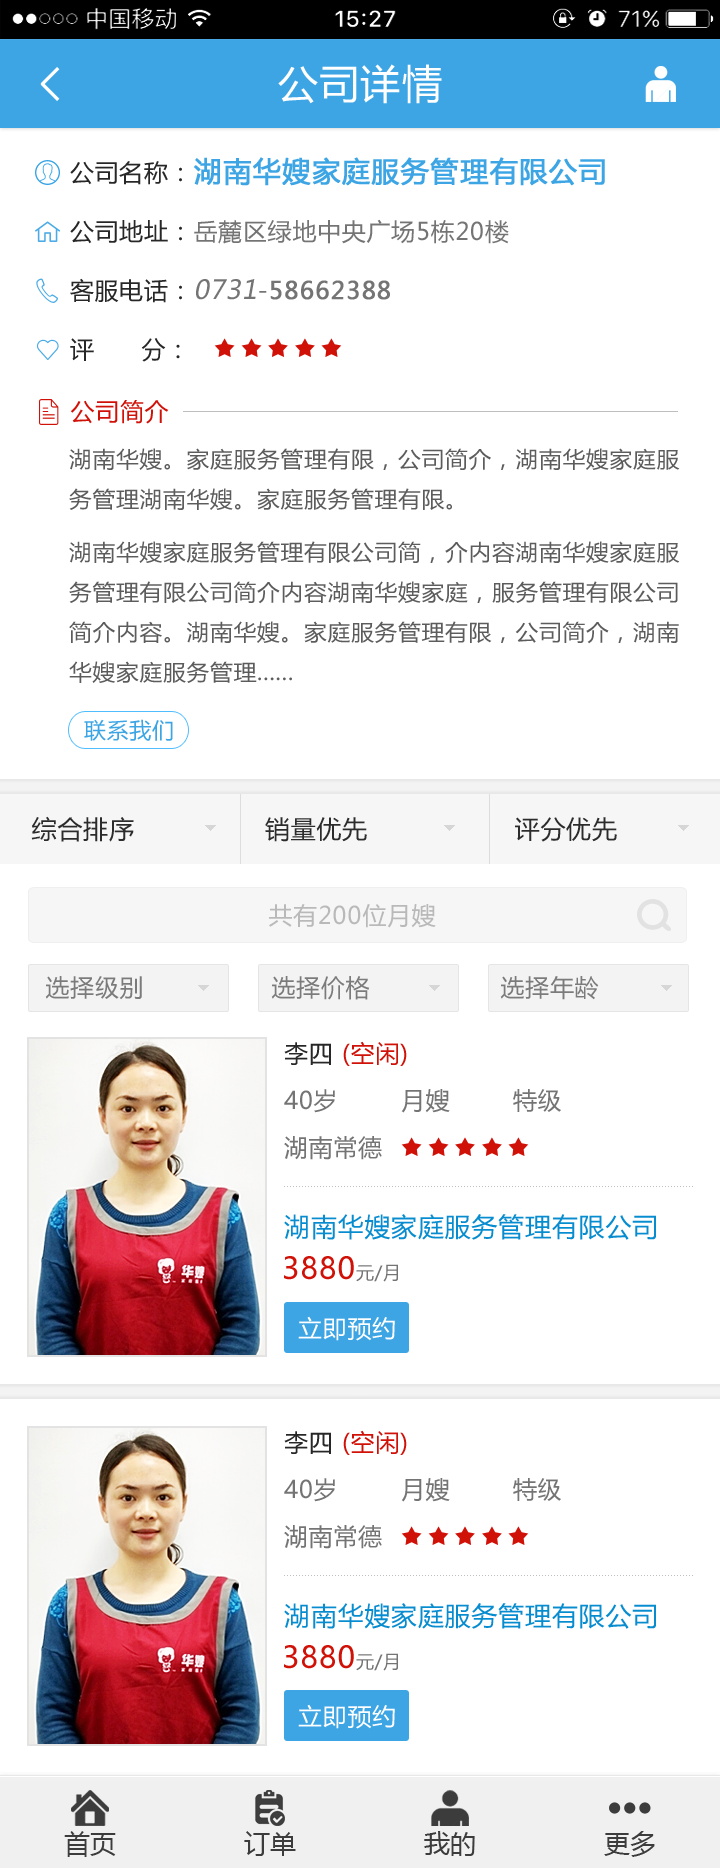 中国移动 15:27 71%
公司详情
公司名称：湖南华嫂家庭服务管理有限公司
公司地址：岳麓区绿地中央广场5栋20楼
客服电话：0731-58662388
评 分：
公司简介
湖南华嫂。家庭服务管理有限，公司简介，湖南华嫂家庭服
务管理湖南华嫂。家庭服务管理有限。
湖南华嫂家庭服务管理有限公司简，介内容湖南华嫂家庭服
务管理有限公司简介内容湖南华嫂家庭，服务管理有限公司
简介内容。湖南华嫂。家庭服务管理有限，公司简介，湖南
华嫂家庭服务管理......
联系我们
综合排序 销量优先 评分优先
共有200位月嫂
选择级别 选择价格 选择年龄
李四 (空闲)
40岁 月嫂 特级
湖南常德
华嫂
湖南华嫂家庭服务管理有限公司
3880元/月
立即预约
李四 (空闲)
40岁 月嫂 特级
湖南常德
华嫂
湖南华嫂家庭服务管理有限公司
3880元/月
立即预约
首页 订单 我的 更多